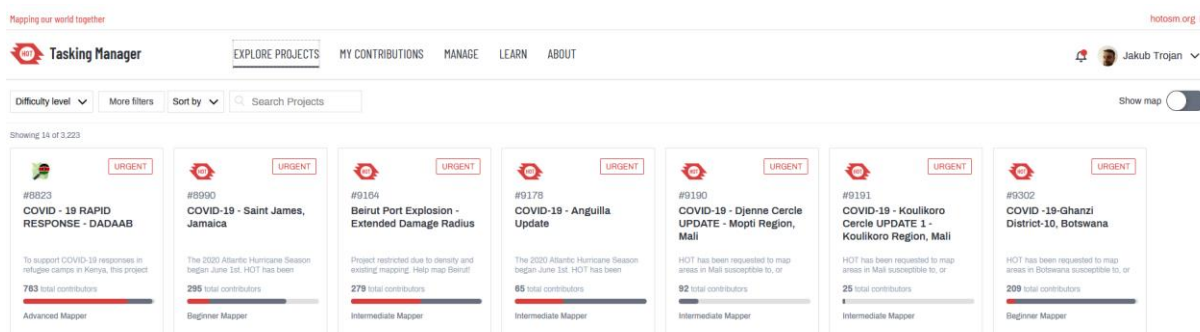 Mapping our world together
hotosm.org
HOT Tasking Manager
EXPLORE PROJECTS MY CONTRIBUTIONS MANAGE LEARN ABOUT
Jakub Trojan
Difficulty level More filters Sort by Search Projects
Show map
Showing 14 of 3,223
URGENT
#8823
COVID - 19 RAPID
RESPONSE - DADAAB
To support COVID-19 responses in
refugee camps in Kenya, this project
763 total contributors
Advanced Mapper
HOT URGENT
#8990
COVID-19 - Saint James,
Jamaica
The 2020 Atlantic Hurricane Season
began June 1st. HOT has been
295 total contributors
Beginner Mapper
HOT URGENT
#9164
Beirut Port Explosion -
Extended Damage Radius
Project restricted due to density and
existing mapping. Help map Beirut!
279 total contributors
Intermediate Mapper
HOT URGENT
#9178
COVID-19 - Anguilla
Update
The 2020 Atlantic Hurricane Season
began June 1st. HOT has been
65 total contributors
Intermediate Mapper
HOT URGENT
#9190
COVID-19 - Djenne Cercle
UPDATE - Mopti Region,
Mali
HOT has been requested to map
areas in Mali susceptible to, or
92 total contributors
Intermediate Mapper
HOT URGENT
#9191
COVID-19 - Koulikoro
Cercle UPDATE 1 -
Koulikoro Region, Mali
HOT has been requested to map
areas in Mali susceptible to, or
25 total contributors
Intermediate Mapper
HOT URGENT
#9302
COVID -19-Ghanzi
District-10, Botswana
HOT has been requested to map
areas in Botswana susceptible to, or
209 total contributors
Beginner Mapper